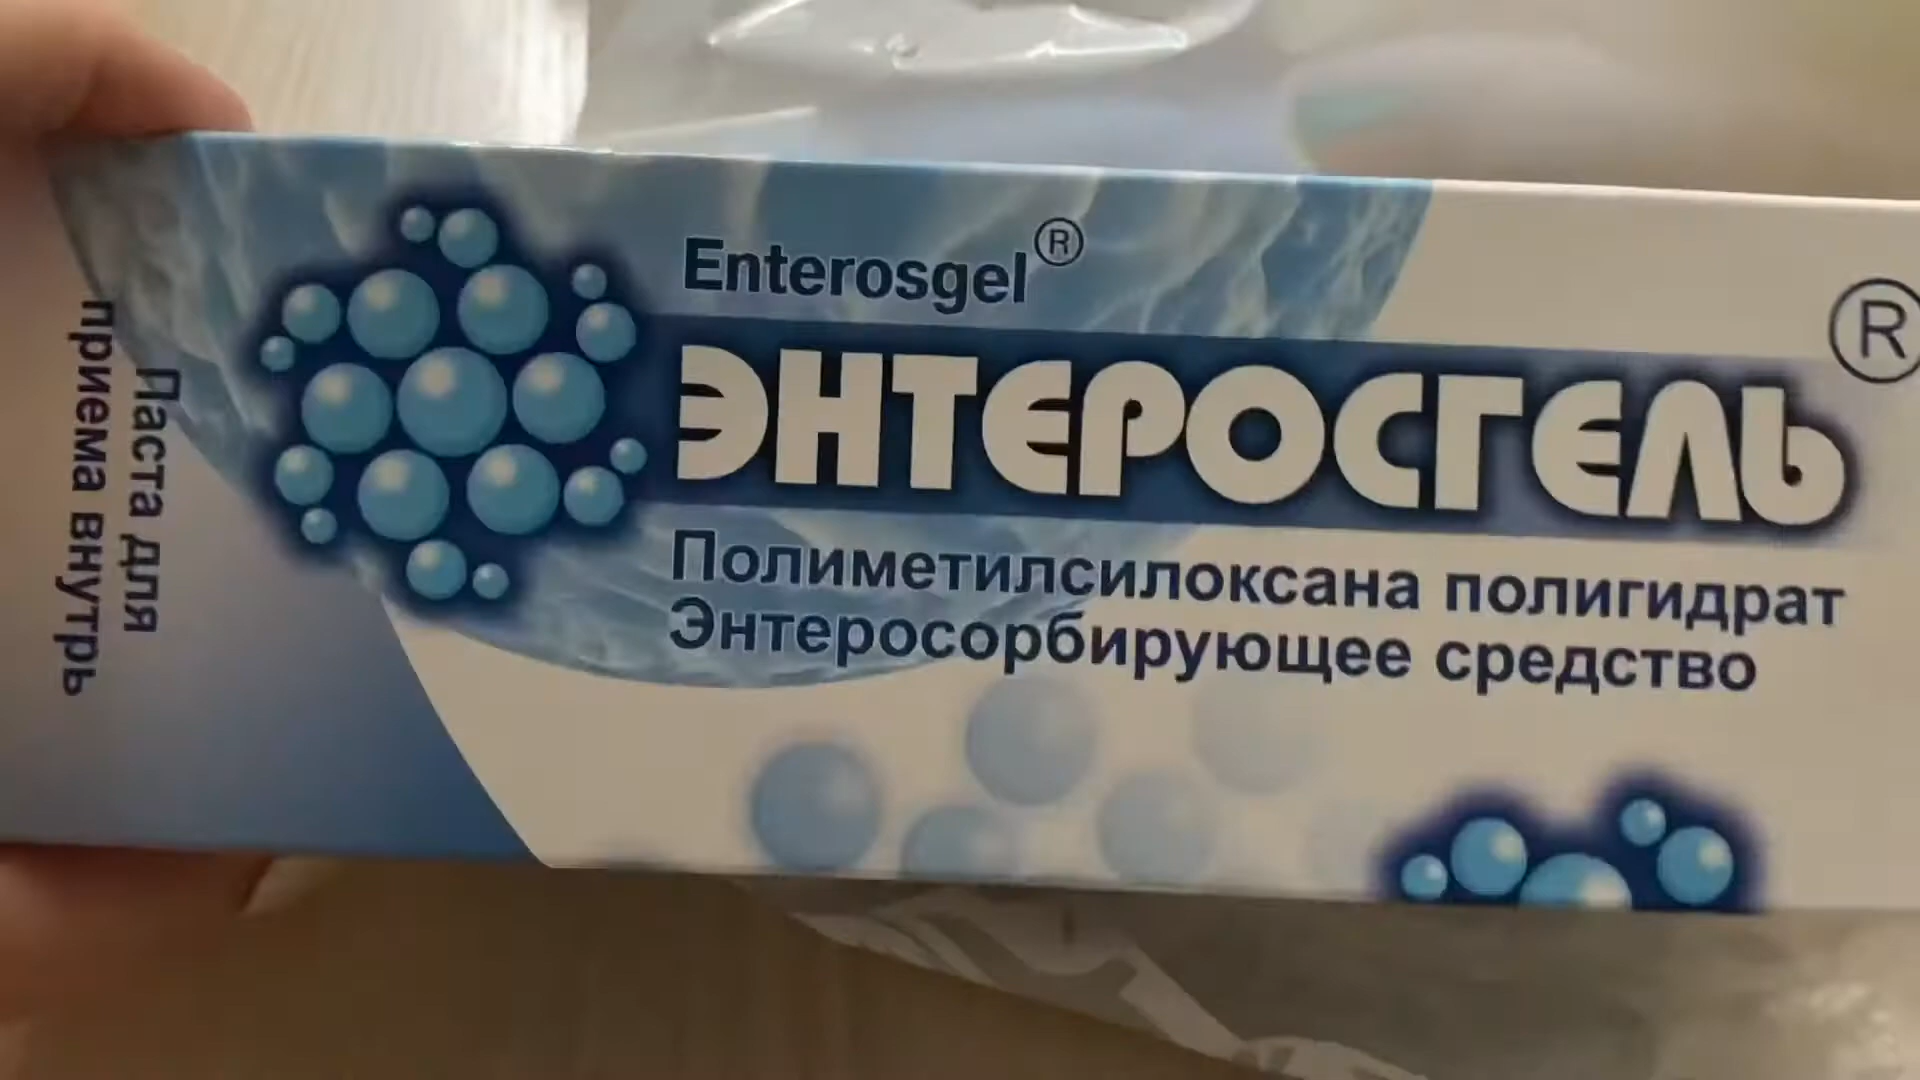 Enterosgel®
ЭНТЕРОСГЕЛЬ®
Полиметилсилоксана полигидрат
Энтеросорбирующее средство
Паста для
приема внутрь